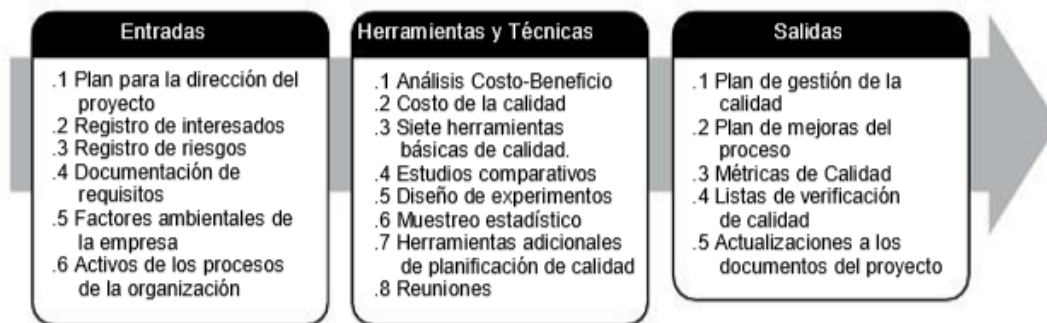 Entradas
.1 Plan para la dirección del
proyecto
.2 Registro de interesados
.3 Registro de riesgos
.4 Documentación de
requisitos
.5 Factores ambientales de
la empresa
.6 Activos de los procesos
de la organización
Herramientas y Técnicas
.1 Análisis Costo-Beneficio
.2 Costo de la calidad
.3 Siete herramientas
básicas de calidad.
.4 Estudios comparativos
.5 Diseño de experimentos
.6 Muestreo estadístico
.7 Herramientas adicionales
de planificación de calidad
.8 Reuniones
Salidas
.1 Plan de gestión de la
calidad
.2 Plan de mejoras del
proceso
.3 Métricas de Calidad
.4 Listas de verificación
de calidad
.5 Actualizaciones a los
documentos del proyecto